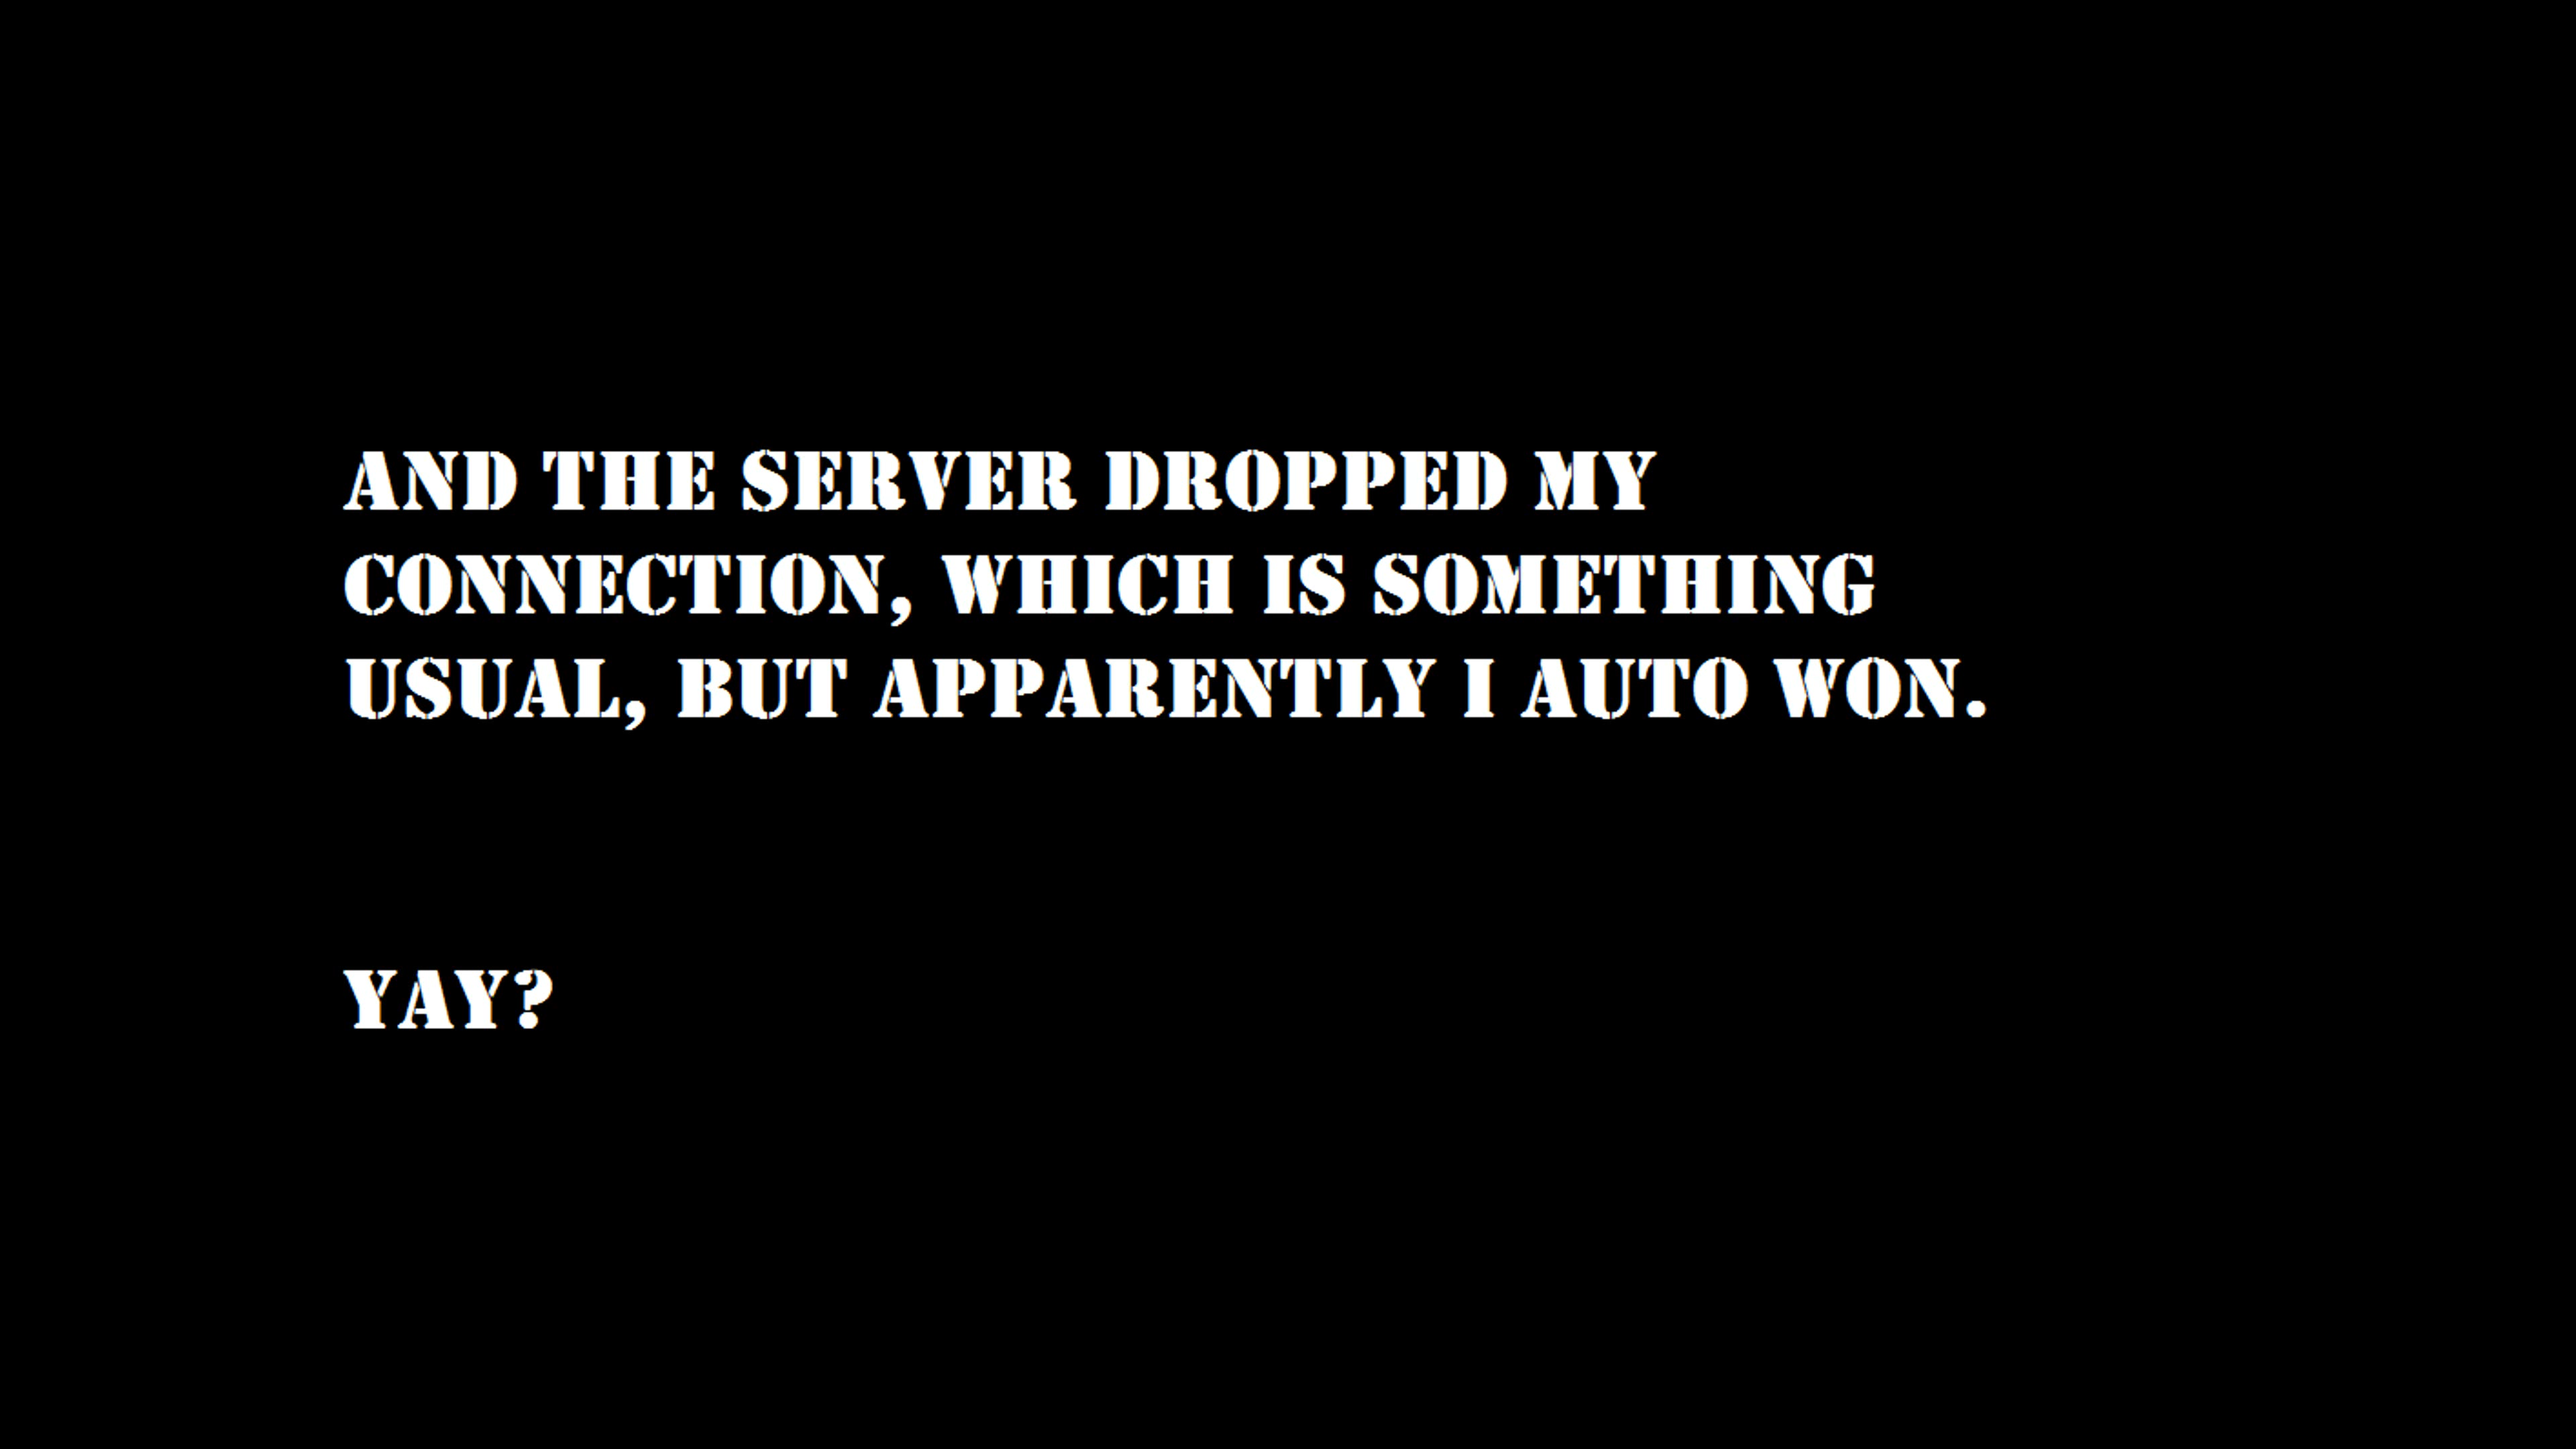 AND THE SERVER DROPPED MY
CONNECTION, WHICH IS SOMETHING
USUAL, BUT APPARENTLY I AUTO WON.
YAY?